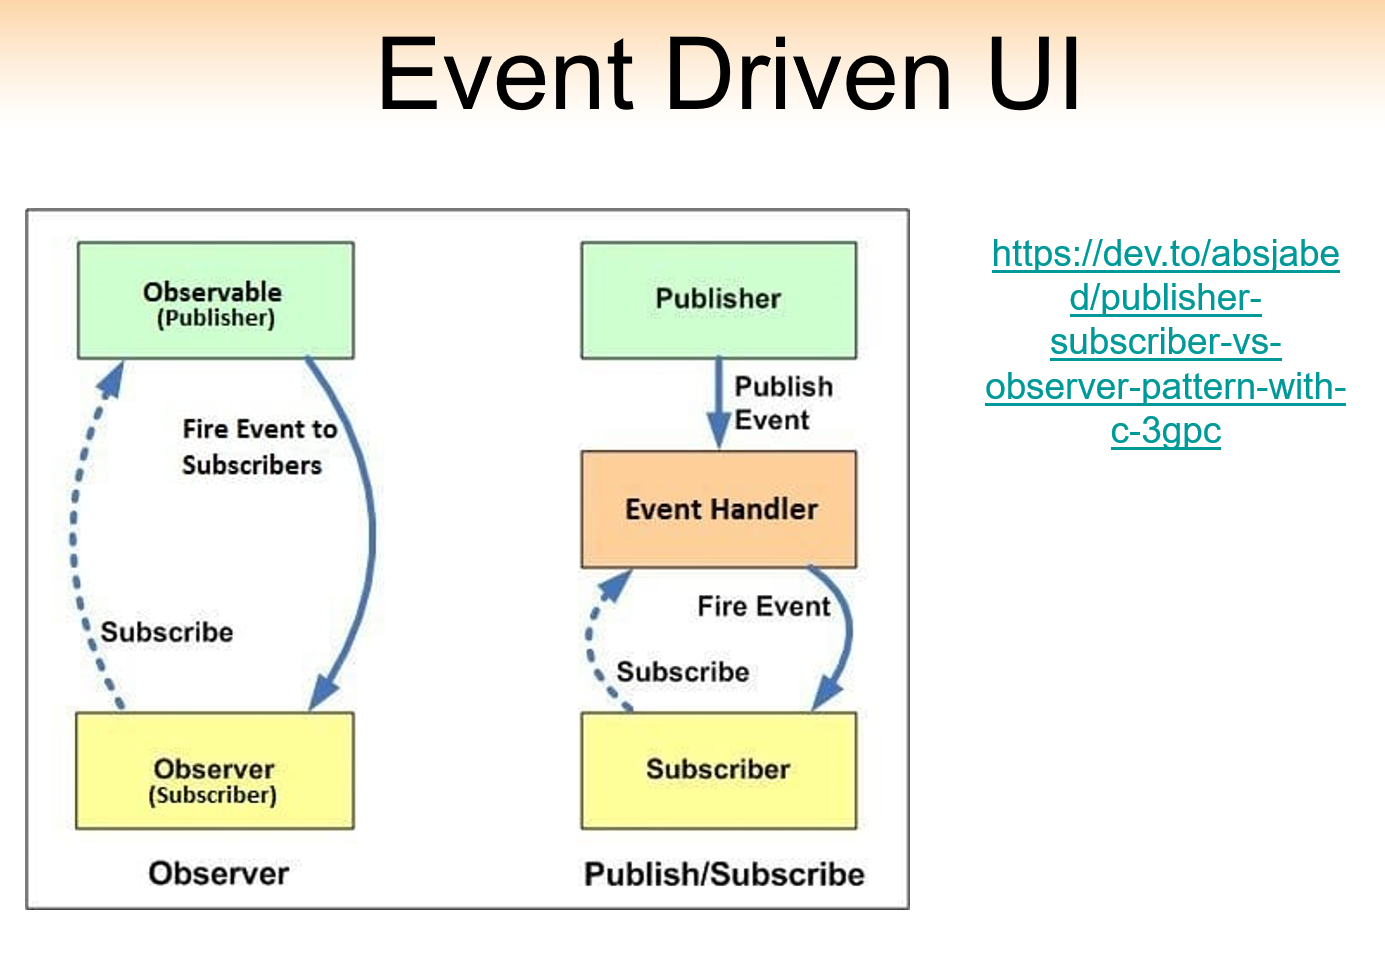 Event Driven UI
Observable
(Publisher)
Fire Event to
Subscribers
Subscribe
Observer
(Subscriber)
Observer
Publisher
Publish
Event
Event Handler
Fire Event
Subscribe
Subscriber
Publish/Subscribe
https://dev.to/absjabe
d/publisher-
subscriber-vs-
observer-pattern-with-
c-3gpc